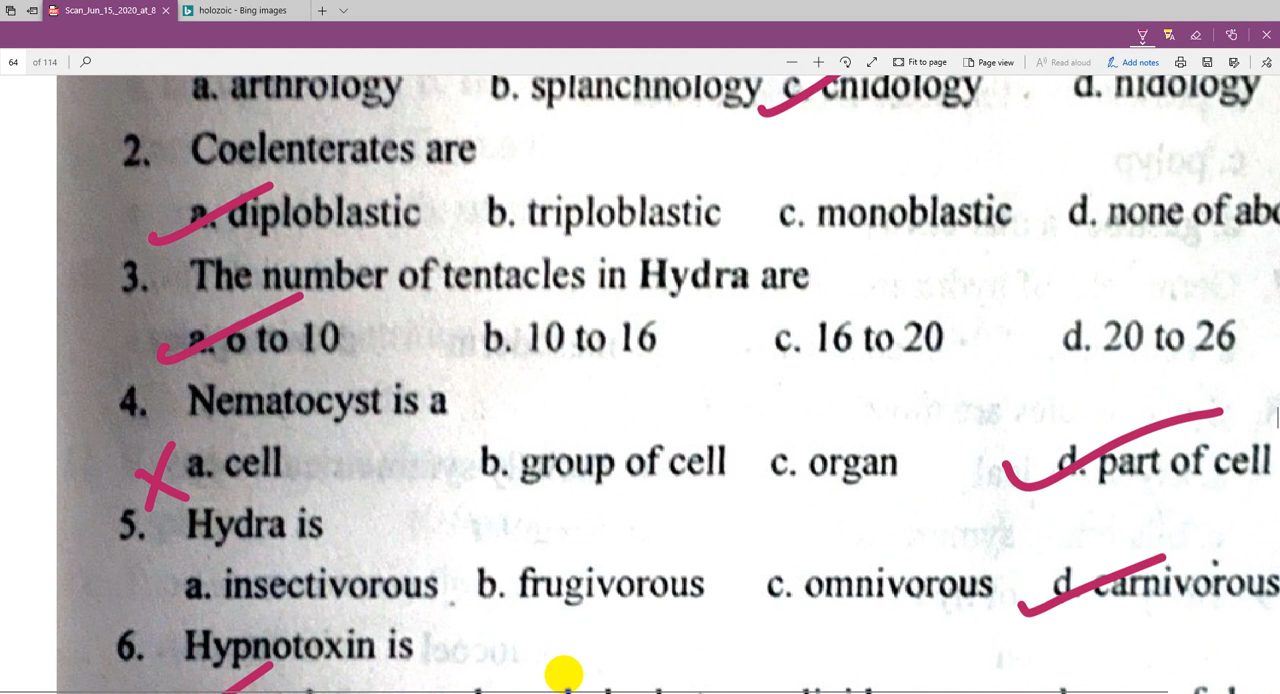 Scan_Jun_15,_2020_at_8
holozoic - Bing images
64 of 114
Fit to page
Page view
Read aloud
Add notes
a. arthrology b. splanchnology c. cnidology d. nidology
2. Coelenterates are
a. diploblastic b. triploblastic c. monoblastic d. none of abo
3. The number of tentacles in Hydra are
a. 6 to 10 b. 10 to 16 c. 16 to 20 d. 20 to 26
4. Nematocyst is a
a. cell b. group of cell c. organ d. part of cell
5. Hydra is
a. insectivorous b. frugivorous c. omnivorous d. carnivorous
6. Hypnotoxin is